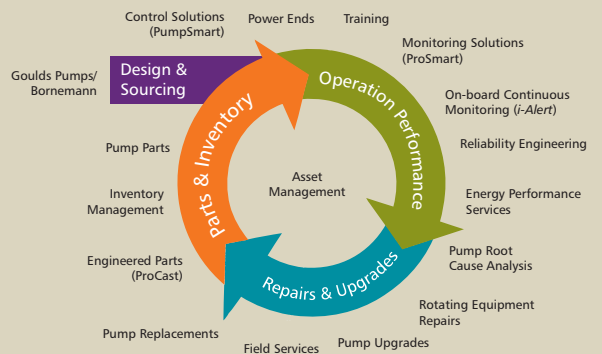 Control Solutions
(PumpSmart)
Power Ends
Training
Monitoring Solutions
(ProSmart)
Goulds Pumps/
Bornemann
Design &
Sourcing
Operation Performance
On-board Continuous
Monitoring (i-Alert)
Reliability Engineering
Pump Parts
Parts & Inventory
Asset
Management
Inventory
Management
Energy Performance
Services
Engineered Parts
(ProCast)
Pump Root
Cause Analysis
Repairs & Upgrades
Rotating Equipment
Repairs
Pump Replacements
Field Services
Pump Upgrades